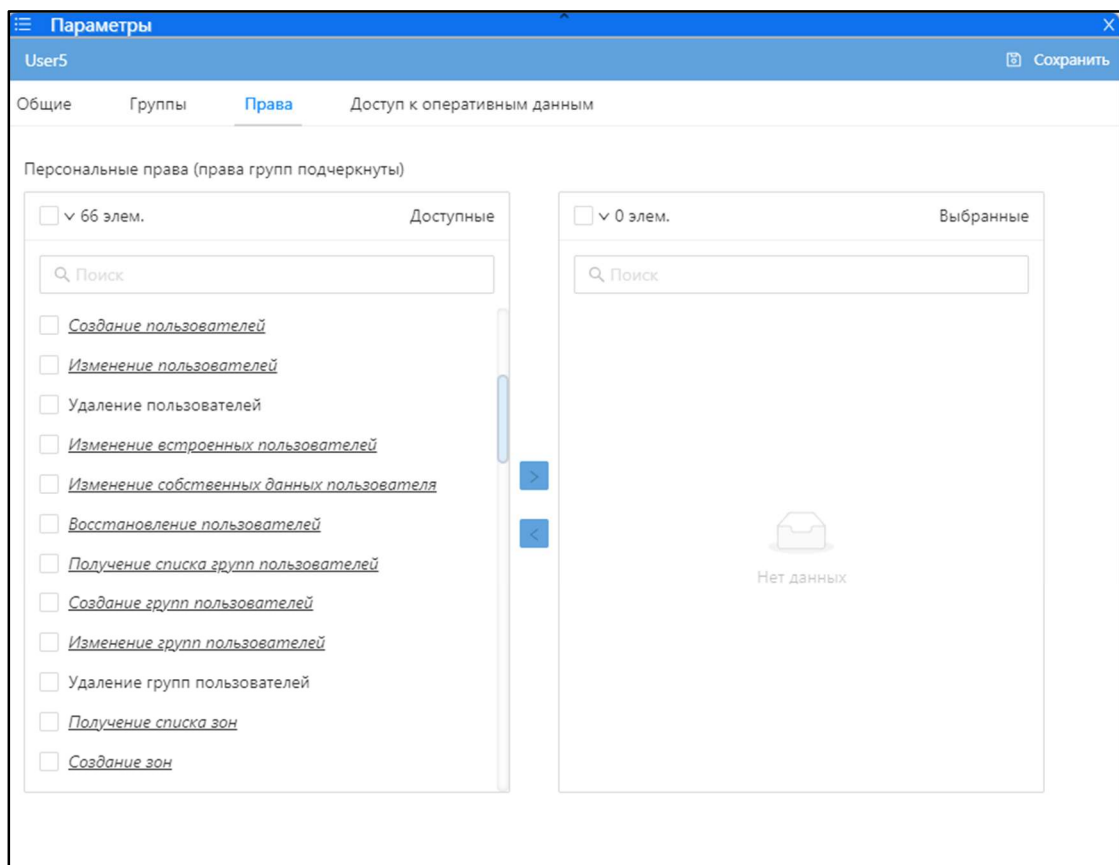 Параметры
User5
Сохранить
Общие Группы Права Доступ к оперативным данным
Персональные права (права групп подчеркнуты)
66 элем. Доступные
Поиск
Создание пользователей
Изменение пользователей
Удаление пользователей
Изменение встроенных пользователей
Изменение собственных данных пользователя
Восстановление пользователей
Получение списка групп пользователей
Создание групп пользователей
Изменение групп пользователей
Удаление групп пользователей
Получение списка зон
Создание зон
0 элем. Выбранные
Поиск
Нет данных